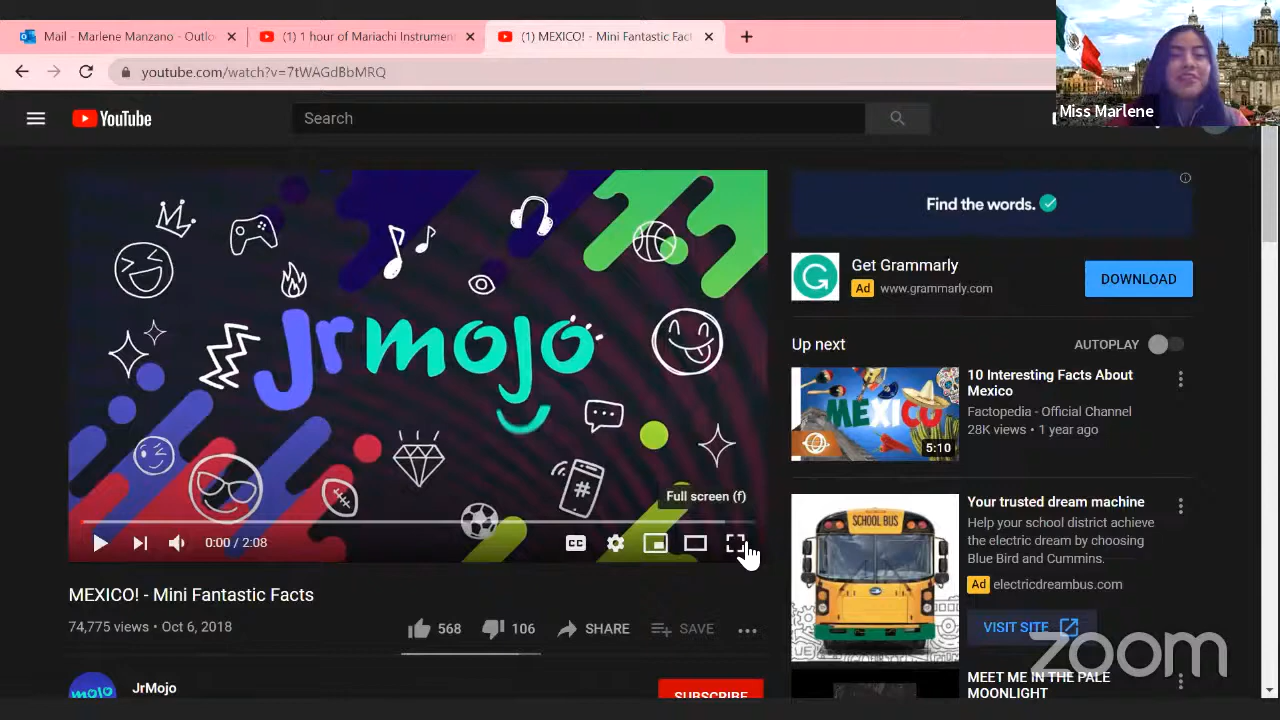 Mail - Marlene Manzano - Outlo
(1) 1 hour of Mariachi Instrumen
(1) MEXICO! - Mini Fantastic Fact
youtube.com/watch?v=7tWAGdBbMRQ
Miss Marlene
YouTube
Search
Find the words.
Get Grammarly
Ad www.grammarly.com
DOWNLOAD
Jrmojo
Up next
AUTOPLAY
MEXICO
5:10
10 Interesting Facts About
Mexico
Factopedia - Official Channel
28K views • 1 year ago
#
Full screen (f)
0:00 / 2:08
CC
SCHOOL BUS
Your trusted dream machine
Help your school district achieve
the electric dream by choosing
Blue Bird and Cummins.
Ad electricdreambus.com
VISIT SITE
MEXICO! - Mini Fantastic Facts
74,775 views • Oct 6, 2018
568
106
SHARE
SAVE
zoom
mojo
JrMojo
SUBSCRIBE
MEET ME IN THE PALE
MOONLIGHT